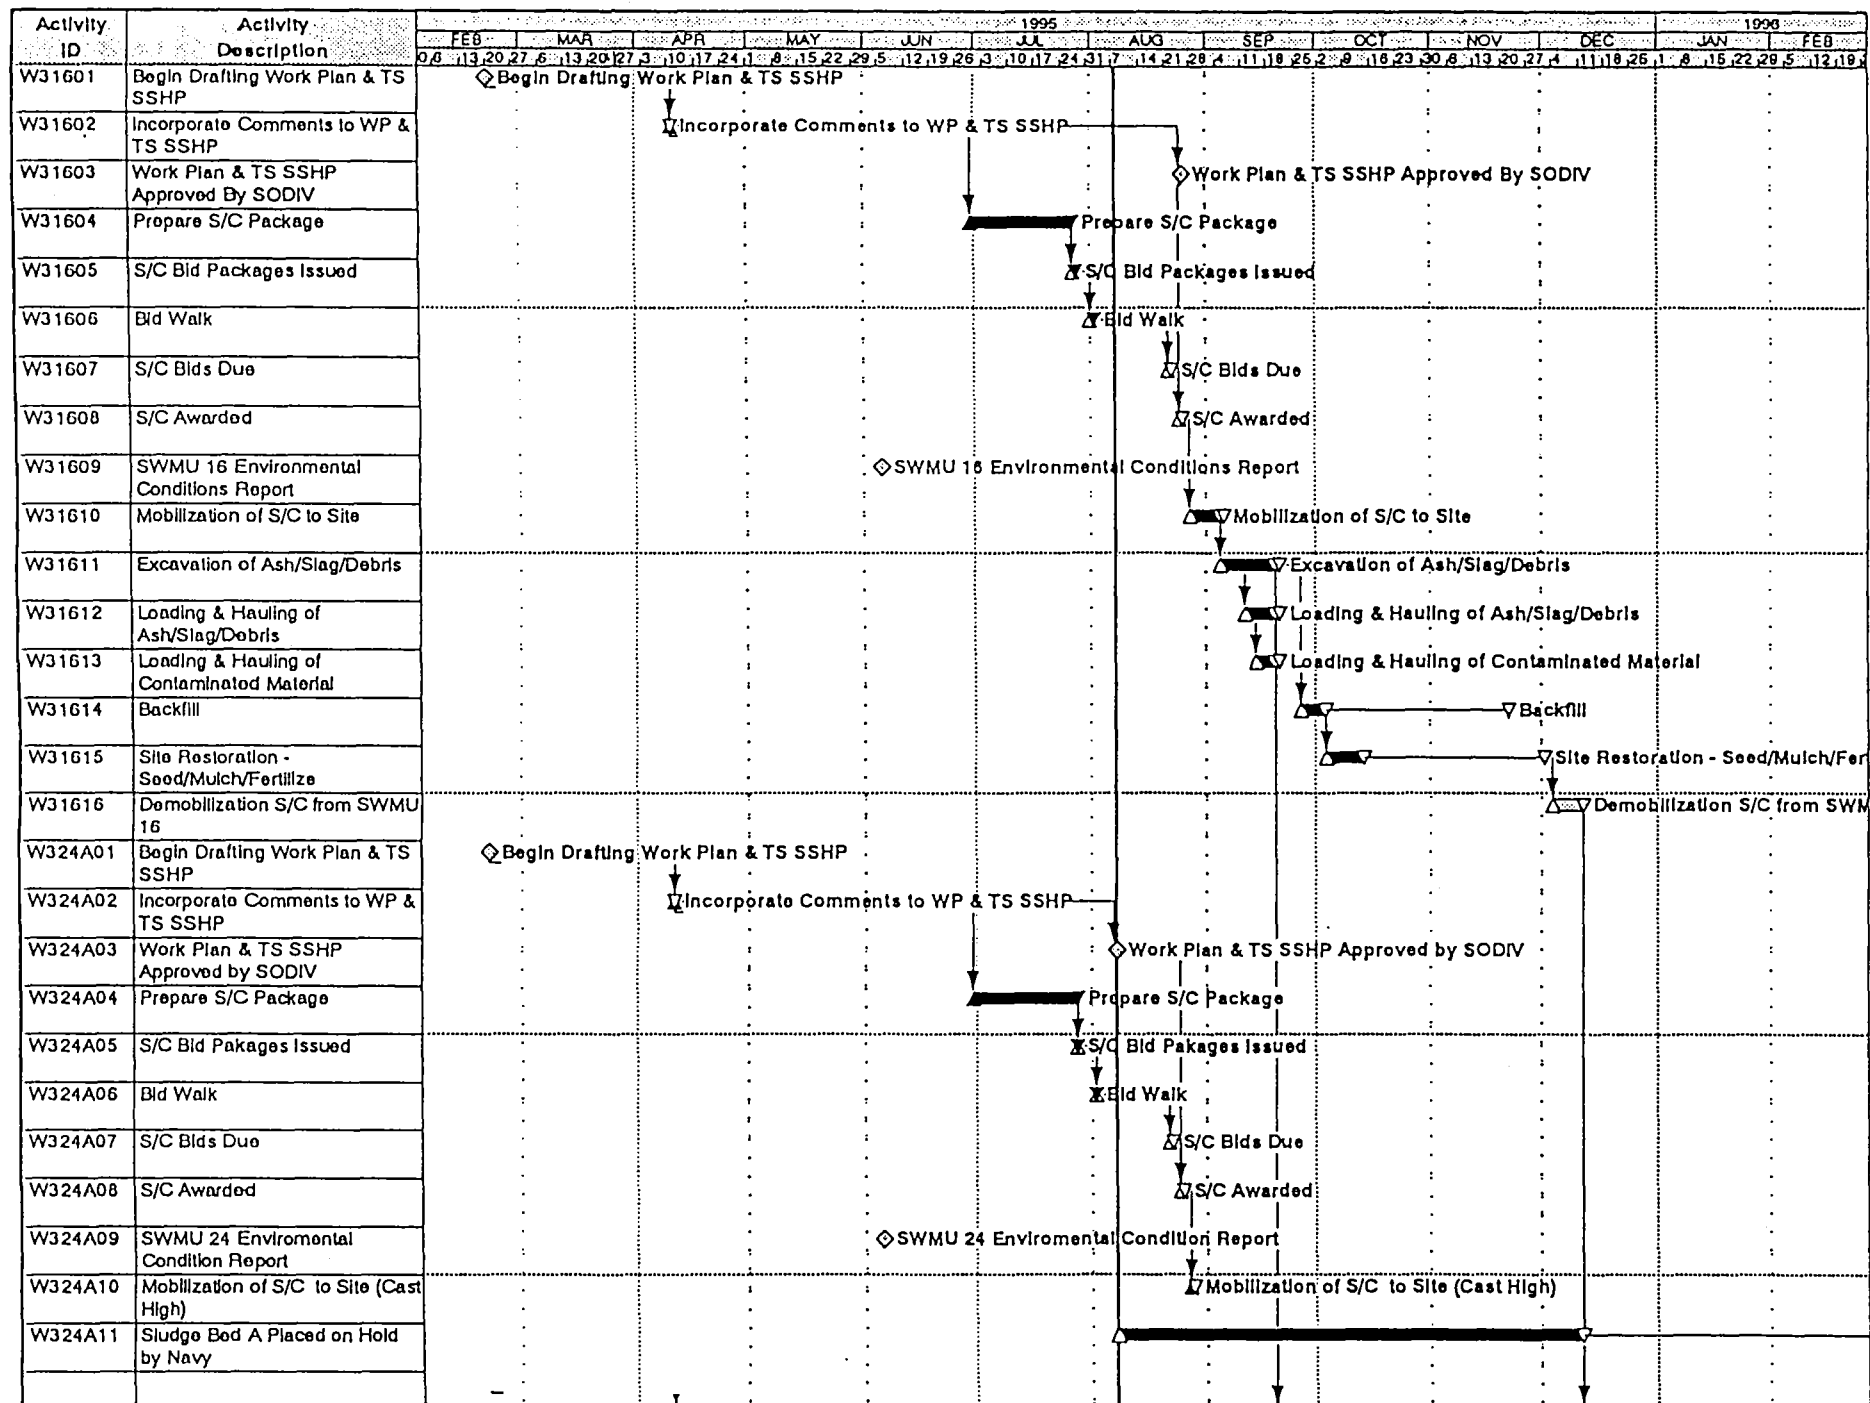 Activity ID
Activity Description
1995
1996
FEB MAR APR MAY JUN JUL AUG SEP OCT NOV DEC JAN FEB
W31601 Begin Drafting Work Plan & TS
SSHP
Begin Drafting Work Plan & TS SSHP
W31602 Incorporate Comments to WP &
TS SSHP
Incorporate Comments to WP & TS SSHP
W31603 Work Plan & TS SSHP
Approved By SODIV
Work Plan & TS SSHP Approved By SODIV
W31604 Prepare S/C Package
Prepare S/C Package
W31605 S/C Bid Packages Issued
S/C Bid Packages Issued
W31606 Bid Walk
Bid Walk
W31607 S/C Bids Due
S/C Bids Due
W31608 S/C Awarded
S/C Awarded
W31609 SWMU 16 Environmental
Conditions Report
SWMU 16 Environmental Conditions Report
W31610 Mobilization of S/C to Site
Mobilization of S/C to Site
W31611 Excavation of Ash/Slag/Debris
Excavation of Ash/Slag/Debris
W31612 Loading & Hauling of
Ash/Slag/Debris
Loading & Hauling of Ash/Slag/Debris
W31613 Loading & Hauling of
Contaminated Material
Loading & Hauling of Contaminated Material
W31614 Backfill
Backfill
W31615 Site Restoration -
Seed/Mulch/Fertilize
Site Restoration - Seed/Mulch/Fer
W31616 Demobilization S/C from SWMU
16
Demobilization S/C from SWM
W324A01 Begin Drafting Work Plan & TS
SSHP
Begin Drafting Work Plan & TS SSHP
W324A02 Incorporate Comments to WP &
TS SSHP
Incorporate Comments to WP & TS SSHP
W324A03 Work Plan & TS SSHP
Approved by SODIV
Work Plan & TS SSHP Approved by SODIV
W324A04 Prepare S/C Package
Prepare S/C Package
W324A05 S/C Bid Pakages Issued
S/C Bid Pakages Issued
W324A06 Bid Walk
Bid Walk
W324A07 S/C Bids Due
S/C Bids Due
W324A08 S/C Awarded
S/C Awarded
W324A09 SWMU 24 Enviromental
Condition Report
SWMU 24 Enviromental Condition Report
W324A10 Mobilization of S/C to Site (Cast
High)
Mobilization of S/C to Site (Cast High)
W324A11 Sludge Bed A Placed on Hold
by Navy